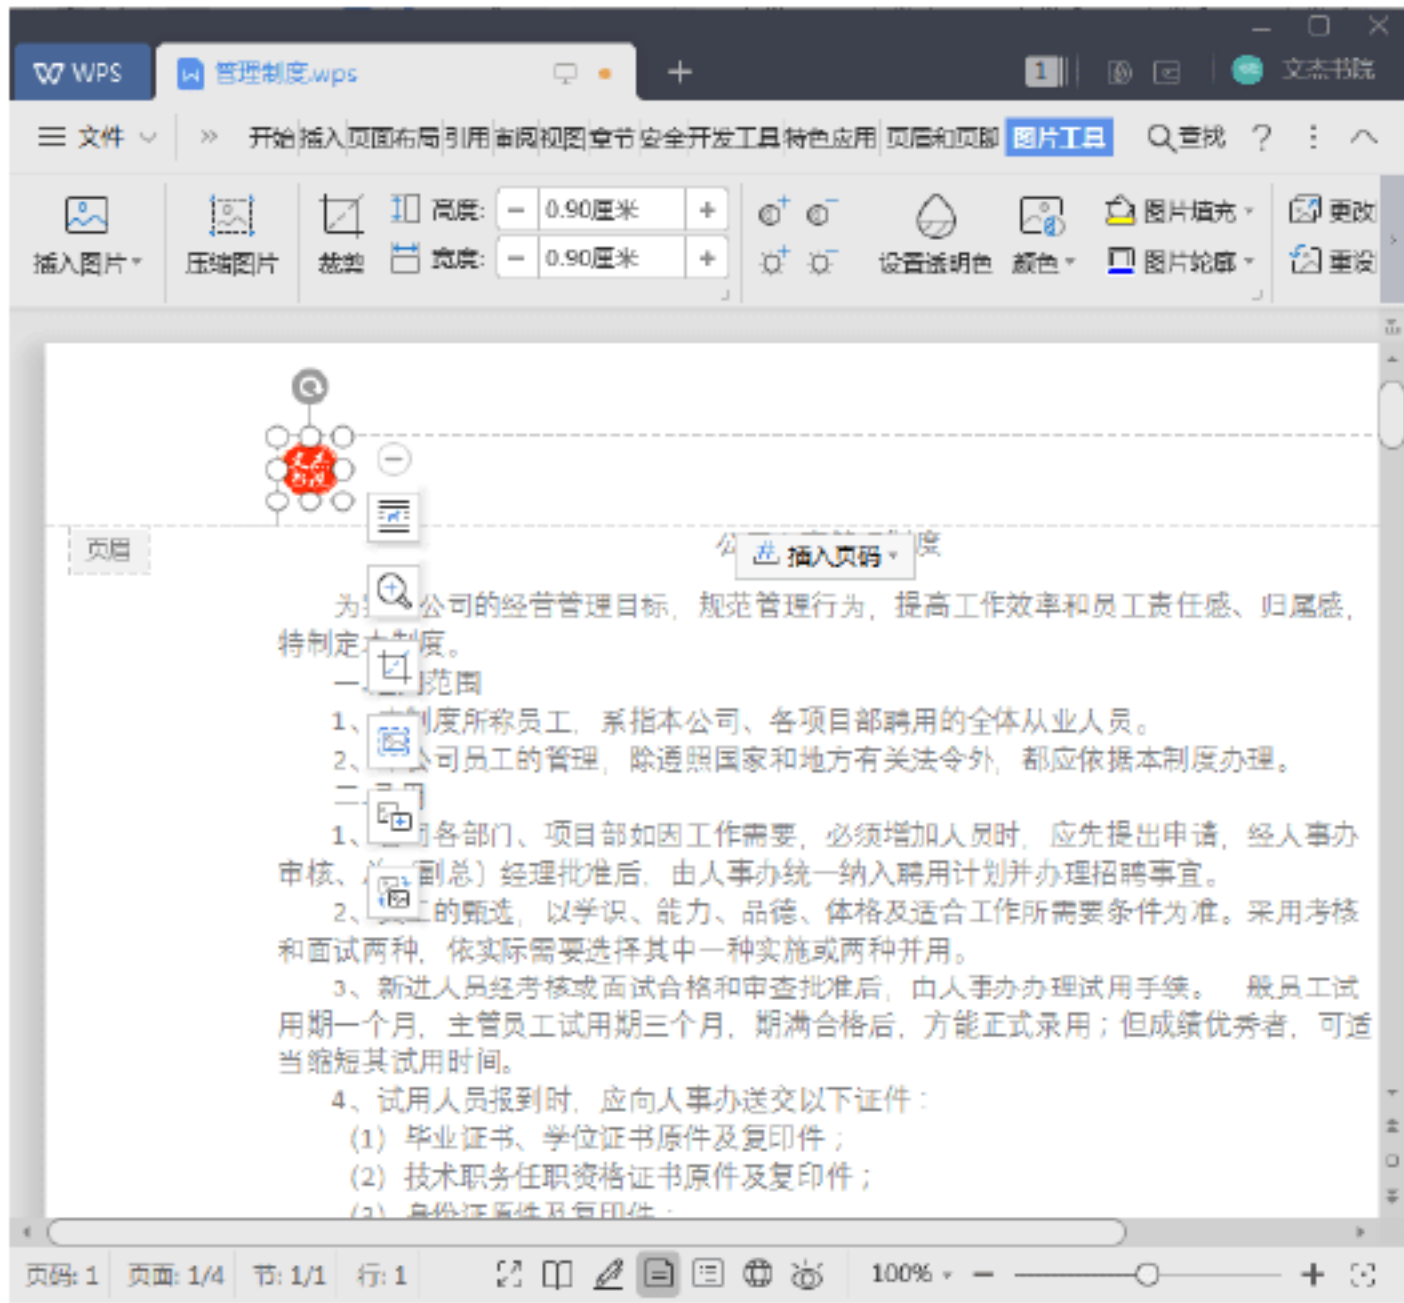 WPS 管理制度.wps 1 文杰书院
文件 开始 插入 页面布局 引用 审阅 视图 章节 安全 开发工具 特色应用 页眉和页脚 图片工具 查找
高度: 0.90厘米 图片填充 更改
插入图片 压缩图片 裁剪 宽度: 0.90厘米 设置透明色 颜色 图片轮廓 重设
文杰
书院
页眉
公 度
插入页码
为 公司的经营管理目标，规范管理行为，提高工作效率和员工责任感、归属感，
特制定 制度。
一、 范围
1、 制度所称员工，系指本公司、各项目部聘用的全体从业人员。
2、 公司员工的管理，除遵照国家和地方有关法令外，都应依据本制度办理。
二
1、 各部门、项目部如因工作需要，必须增加人员时，应先提出申请，经人事办
审核、 副总）经理批准后，由人事办统一纳入聘用计划并办理招聘事宜。
2、 的甄选，以学识、能力、品德、体格及适合工作所需要条件为准。采用考核
和面试两种，依实际需要选择其中一种实施或两种并用。
3、新进人员经考核或面试合格和审查批准后，由人事办办理试用手续。 般员工试
用期一个月，主管员工试用期三个月，期满合格后，方能正式录用；但成绩优秀者，可适
当缩短其试用时间。
4、试用人员报到时，应向人事办送交以下证件：
(1) 毕业证书、学位证书原件及复印件；
(2) 技术职务任职资格证书原件及复印件；
(3) 身份证原件及复印件；
页码: 1 页面: 1/4 节: 1/1 行: 1 100%